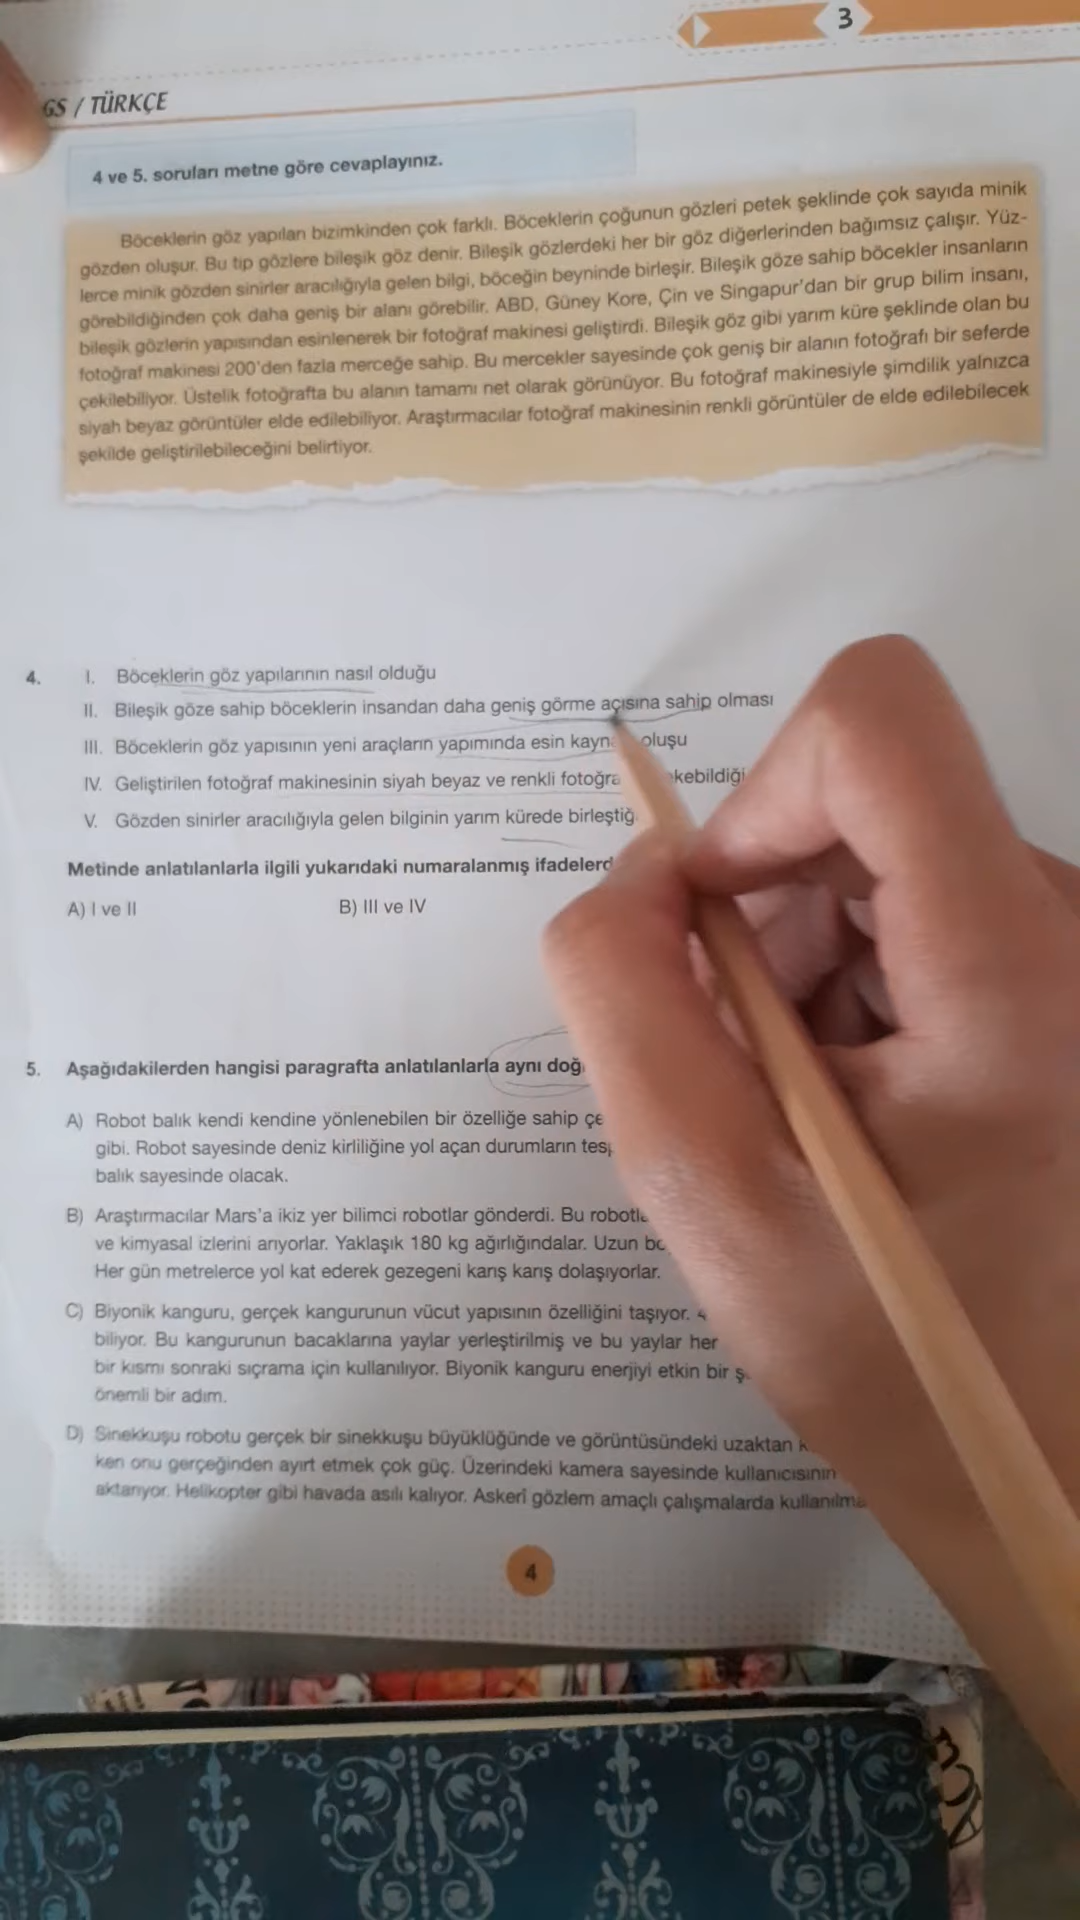 3
GS / TÜRKÇE
4 ve 5. soruları metne göre cevaplayınız.
Böceklerin göz yapıları bizimkinden çok farklı. Böceklerin çoğunun gözleri petek şeklinde çok sayıda minik
gözden oluşur. Bu tip gözlere bileşik göz denir. Bileşik gözlerdeki her bir göz diğerlerinden bağımsız çalışır. Yüz-
lerce minik gözden sinirler aracılığıyla gelen bilgi, böceğin beyninde birleşir. Bileşik göze sahip böcekler insanların
görebildiğinden çok daha geniş bir alanı görebilir. ABD, Güney Kore, Çin ve Singapur'dan bir grup bilim insanı,
bileşik gözlerin yapısından esinlenerek bir fotoğraf makinesi geliştirdi. Bileşik göz gibi yarım küre şeklinde olan bu
fotoğraf makinesi 200'den fazla merceğe sahip. Bu mercekler sayesinde çok geniş bir alanın fotoğrafı bir seferde
çekilebiliyor. Üstelik fotoğrafta bu alanın tamamı net olarak görünüyor. Bu fotoğraf makinesiyle şimdilik yalnızca
siyah beyaz görüntüler elde edilebiliyor. Araştırmacılar fotoğraf makinesinin renkli görüntüler de elde edilebilecek
şekilde geliştirilebileceğini belirtiyor.
4. I. Böceklerin göz yapılarının nasıl olduğu
II. Bileşik göze sahip böceklerin insandan daha geniş görme açısına sahip olması
III. Böceklerin göz yapısının yeni araçların yapımında esin kayna oluşu
IV. Geliştirilen fotoğraf makinesinin siyah beyaz ve renkli fotoğra kebildiği
V. Gözden sinirler aracılığıyla gelen bilginin yarım kürede birleştiğ
Metinde anlatılanlarla ilgili yukarıdaki numaralanmış ifadelerd
A) I ve II B) III ve IV
5. Aşağıdakilerden hangisi paragrafta anlatılanlarla aynı doğ
A) Robot balık kendi kendine yönlenebilen bir özelliğe sahip çe
gibi. Robot sayesinde deniz kirliliğine yol açan durumların tes
balık sayesinde olacak.
B) Araştırmacılar Mars'a ikiz yer bilimci robotlar gönderdi. Bu robotla
ve kimyasal izlerini arıyorlar. Yaklaşık 180 kg ağırlığındalar. Uzun bo
Her gün metrelerce yol kat ederek gezegeni karış karış dolaşıyorlar.
C) Biyonik kanguru, gerçek kangurunun vücut yapısının özelliğini taşıyor.
biliyor. Bu kangurunun bacaklarına yaylar yerleştirilmiş ve bu yaylar her
bir kısmı sonraki sıçrama için kullanılıyor. Biyonik kanguru enerjiyi etkin bir ş
önemli bir adım.
D) Sinekkuşu robotu gerçek bir sinekkuşu büyüklüğünde ve görüntüsündeki uzaktan k
ken onu gerçeğinden ayırt etmek çok güç. Üzerindeki kamera sayesinde kullanıcısının
aktarıyor. Helikopter gibi havada asılı kalıyor. Askerî gözlem amaçlı çalışmalarda kullanılma
4